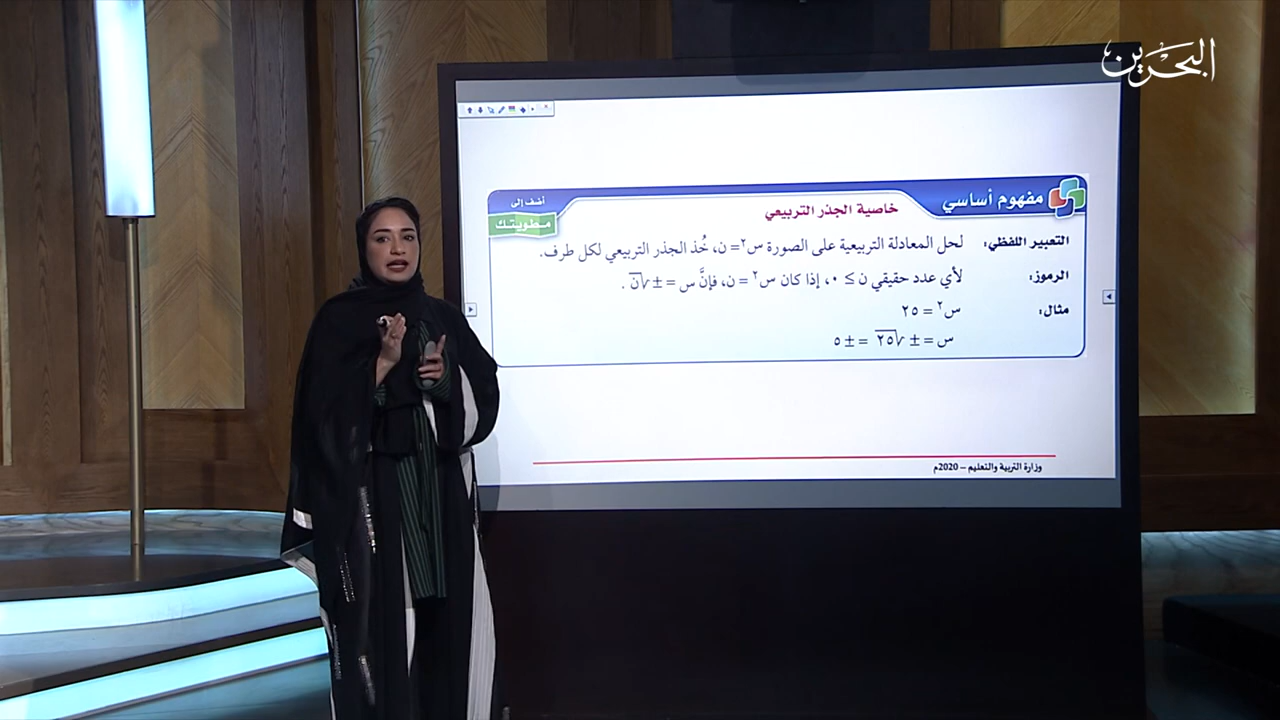 البحرين
مفهوم أساسي
خاصية الجذر التربيعي
أضف إلى
مطويتك
التعبير اللفظي: لحل المعادلة التربيعية على الصورة س٢ = ن، خُذ الجذر التربيعي لكل طرف.
الرموز: لأي عدد حقيقي ن ≥ ٠، إذا كان س٢ = ن، فإنَّ س = ± √ن .
مثال: س٢ = ٢٥
س = ± √٢٥ = ± ٥
وزارة التربية والتعليم – 2020م